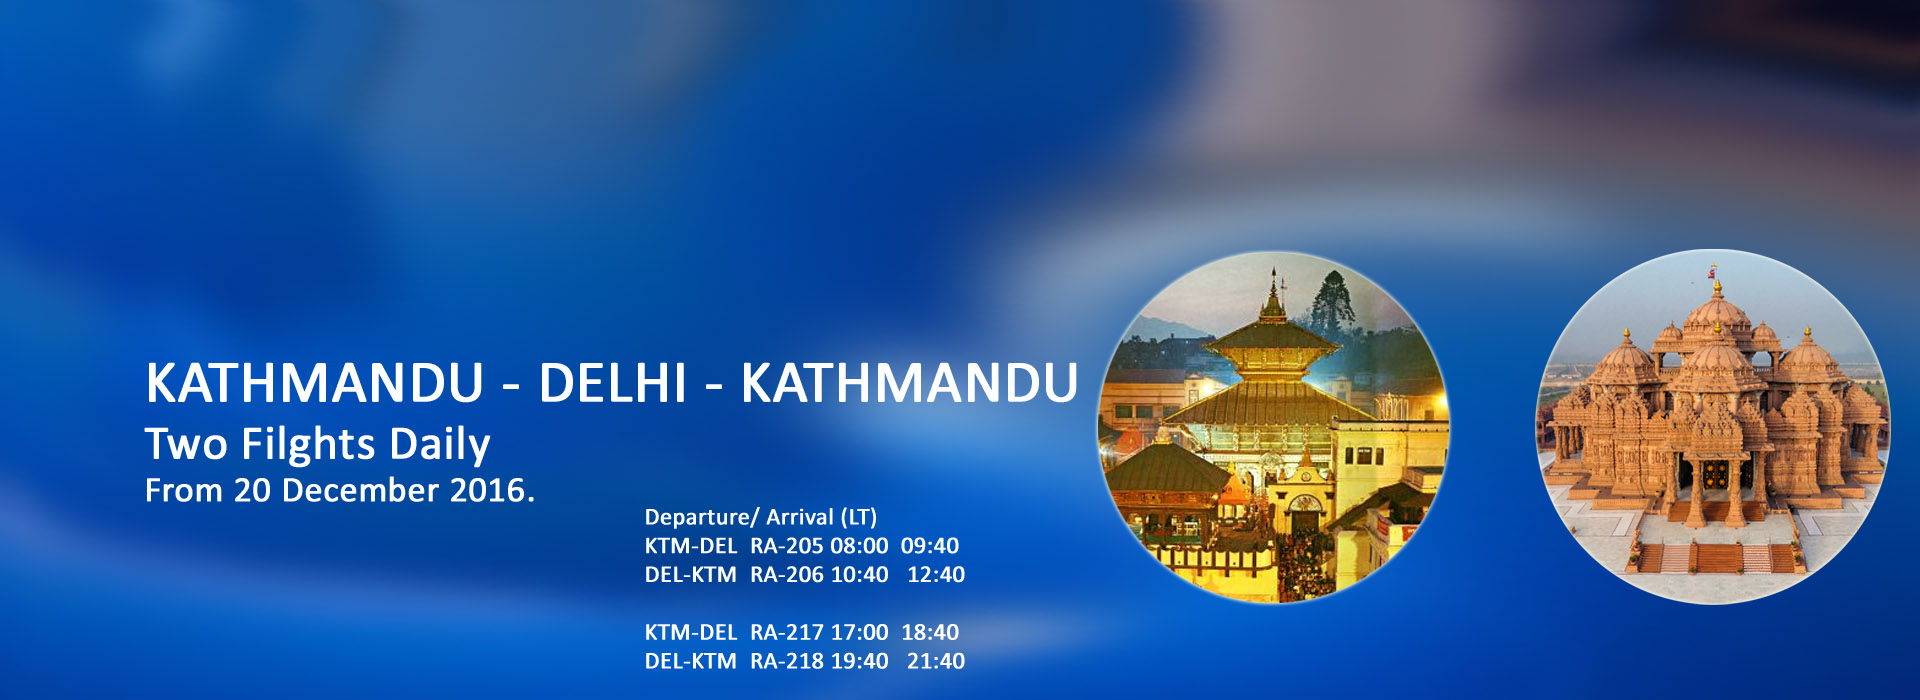 KATHMANDU - DELHI - KATHMANDU
Two Filghts Daily
From 20 December 2016.
Departure/ Arrival (LT)
KTM-DEL RA-205 08:00 09:40
DEL-KTM RA-206 10:40 12:40
KTM-DEL RA-217 17:00 18:40
DEL-KTM RA-218 19:40 21:40